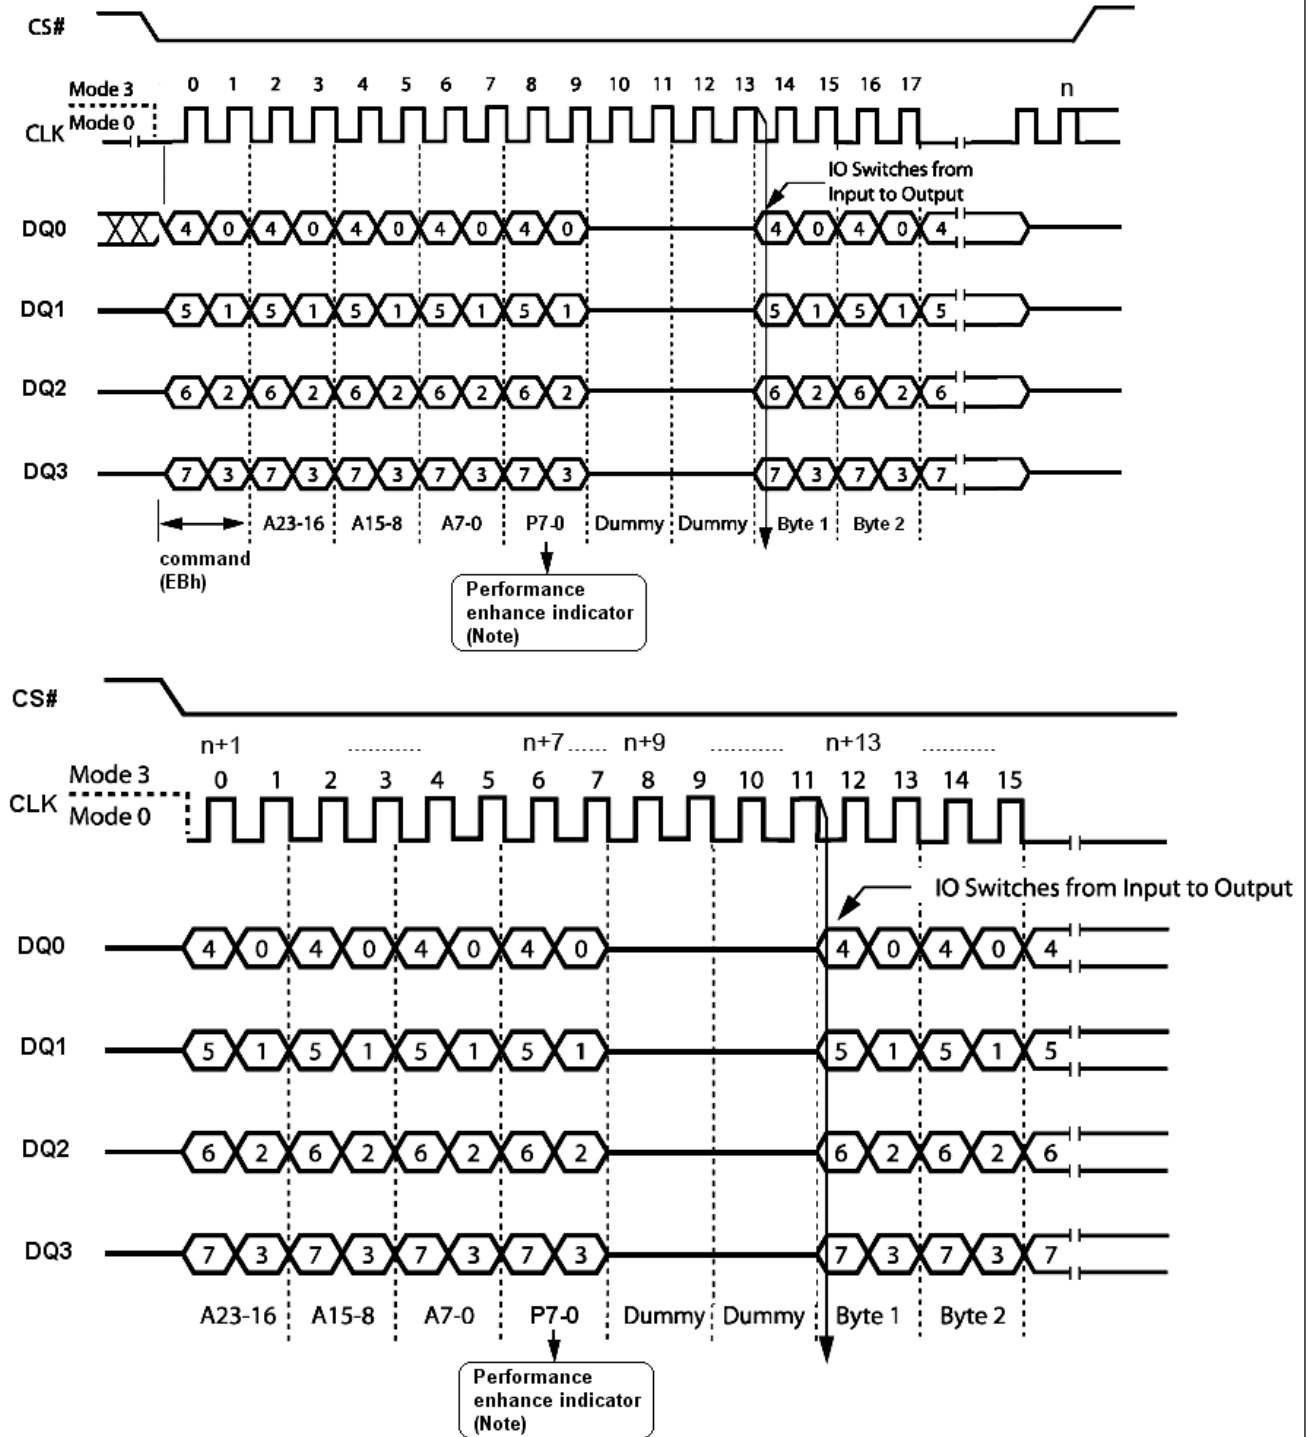 CS#
0 1 2 3 4 5 6 7 8 9 10 11 12 13 14 15 16 17 n
Mode 3
Mode 0
CLK
IO Switches from
Input to Output
DQ0 4 0 4 0 4 0 4 0 4 0 4 0 4 0 4
DQ1 5 1 5 1 5 1 5 1 5 1 5 1 5 1 5
DQ2 6 2 6 2 6 2 6 2 6 2 6 2 6 2 6
DQ3 7 3 7 3 7 3 7 3 7 3 7 3 7 3 7
A23-16 A15-8 A7-0 P7-0 Dummy Dummy Byte 1 Byte 2
command
(EBh)
Performance
enhance indicator
(Note)
CS#
n+1 ........... n+7 ...... n+9 ........... n+13 ...........
Mode 3 0 1 2 3 4 5 6 7 8 9 10 11 12 13 14 15
CLK
Mode 0
IO Switches from Input to Output
DQ0 4 0 4 0 4 0 4 0 4 0 4 0 4
DQ1 5 1 5 1 5 1 5 1 5 1 5 1 5
DQ2 6 2 6 2 6 2 6 2 6 2 6 2 6
DQ3 7 3 7 3 7 3 7 3 7 3 7 3 7
A23-16 A15-8 A7-0 P7-0 Dummy Dummy Byte 1 Byte 2
Performance
enhance indicator
(Note)